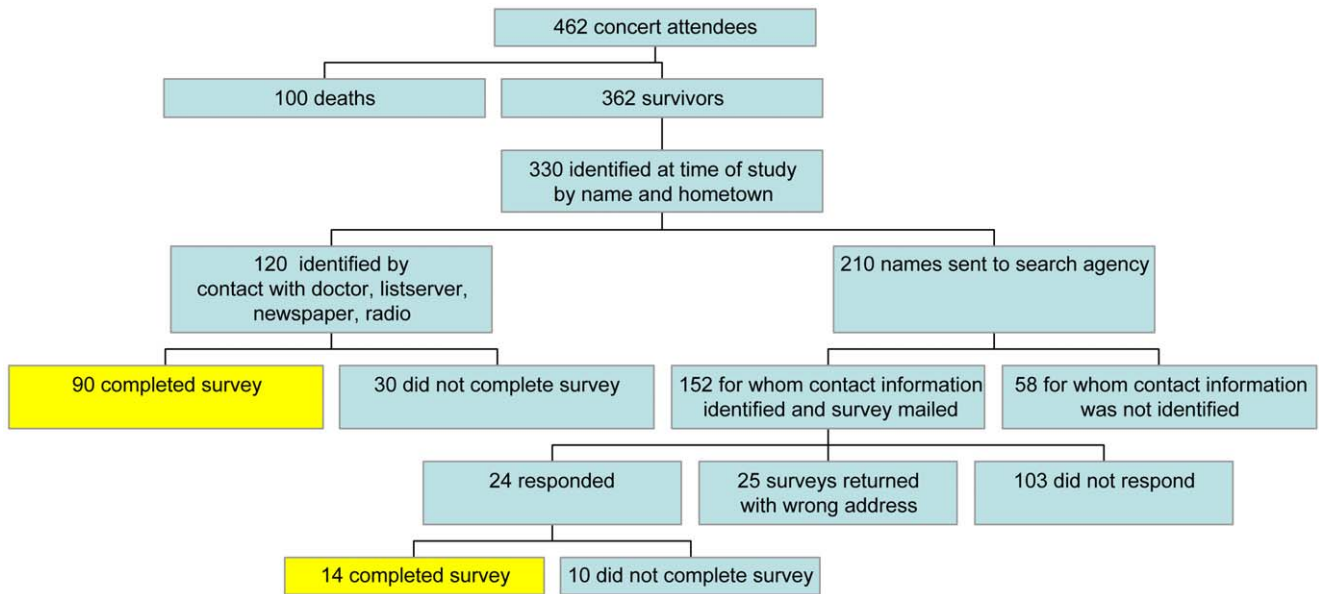 462 concert attendees
100 deaths
362 survivors
330 identified at time of study
by name and hometown
120 identified by
contact with doctor, listserver,
newspaper, radio
210 names sent to search agency
90 completed survey
30 did not complete survey
152 for whom contact information
identified and survey mailed
58 for whom contact information
was not identified
24 responded
25 surveys returned
with wrong address
103 did not respond
14 completed survey
10 did not complete survey